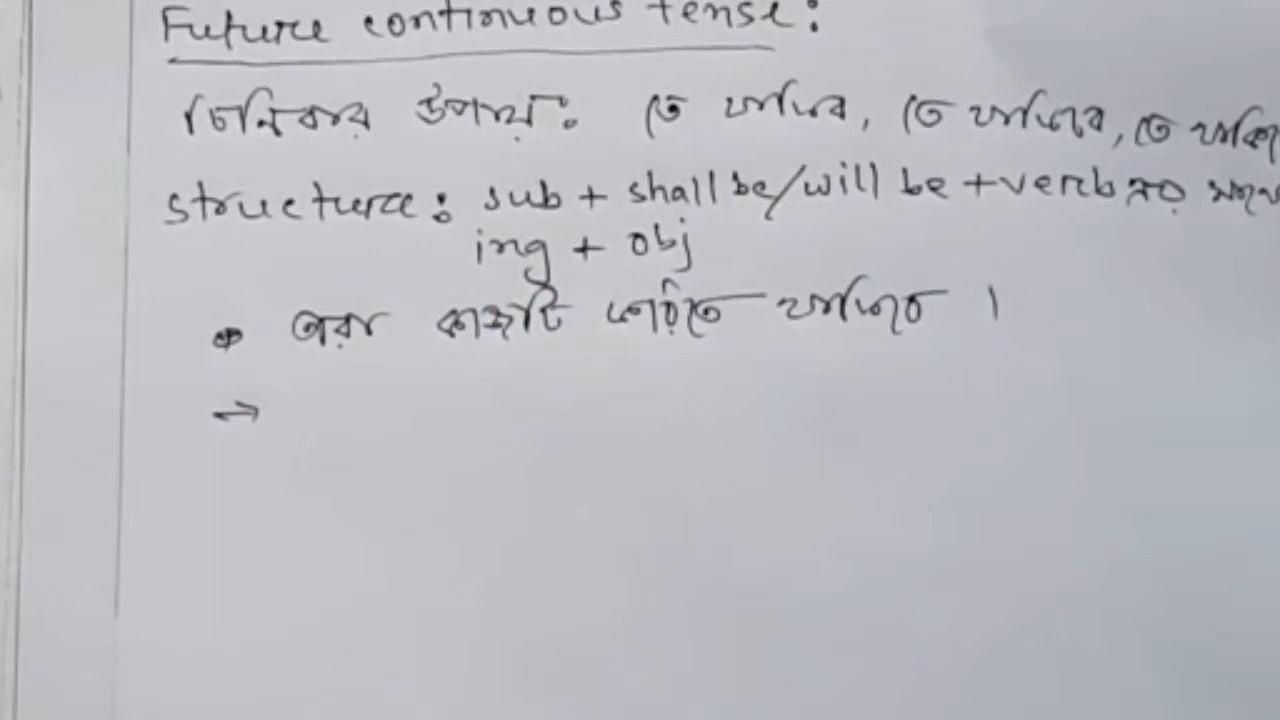 Future continuous tense:
চিনিবার উপায়: তে থাকিব, তে থাকিবে, তে
structure: sub + shall be/will be + verb এর
ing + obj
তারা কাজটি করিতে থাকিবে ।
→